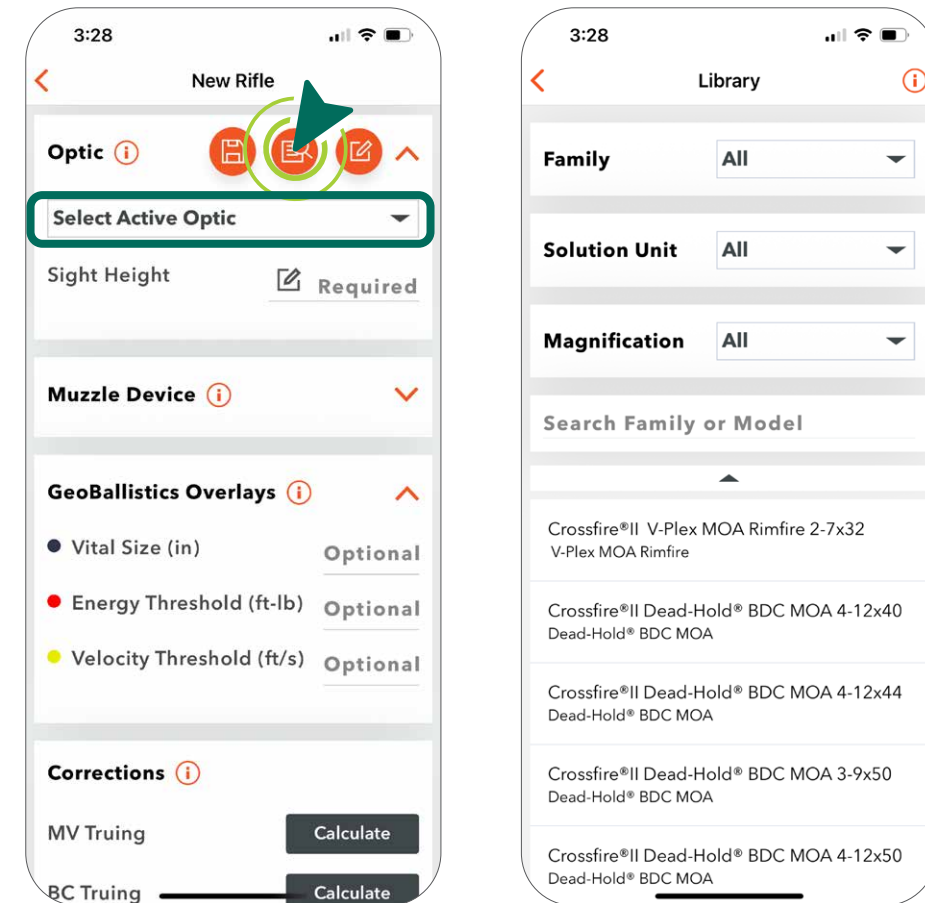 3:28
New Rifle
Optic i
Select Active Optic
Sight Height Required
Muzzle Device i
GeoBallistics Overlays i
Vital Size (in) Optional
Energy Threshold (ft-lb) Optional
Velocity Threshold (ft/s) Optional
Corrections i
MV Truing Calculate
BC Truing Calculate
3:28
Library i
Family All
Solution Unit All
Magnification All
Search Family or Model
Crossfire®II V-Plex MOA Rimfire 2-7x32
V-Plex MOA Rimfire
Crossfire®II Dead-Hold® BDC MOA 4-12x40
Dead-Hold® BDC MOA
Crossfire®II Dead-Hold® BDC MOA 4-12x44
Dead-Hold® BDC MOA
Crossfire®II Dead-Hold® BDC MOA 3-9x50
Dead-Hold® BDC MOA
Crossfire®II Dead-Hold® BDC MOA 4-12x50
Dead-Hold® BDC MOA